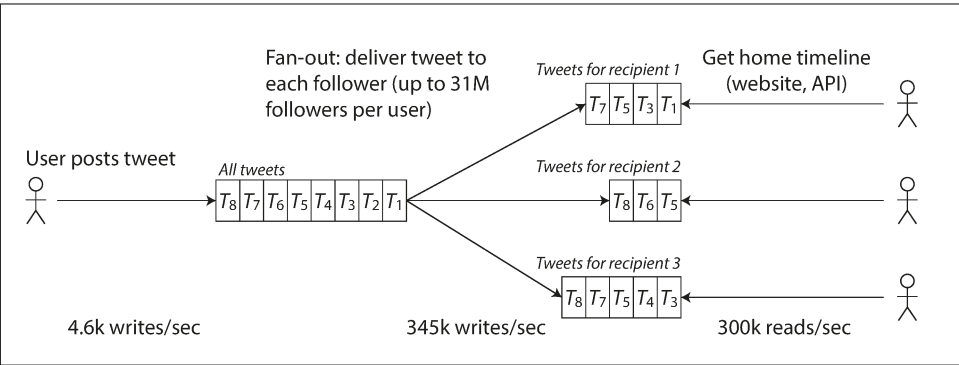 Fan-out: deliver tweet to
each follower (up to 31M
followers per user)
Tweets for recipient 1
T7 T5 T3 T1
Get home timeline
(website, API)
User posts tweet
All tweets
T8 T7 T6 T5 T4 T3 T2 T1
Tweets for recipient 2
T8 T6 T5
Tweets for recipient 3
T8 T7 T5 T4 T3
4.6k writes/sec
345k writes/sec
300k reads/sec